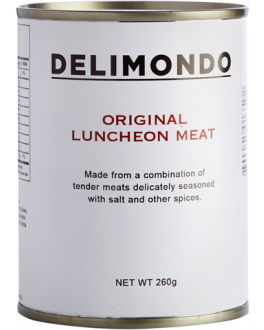 DELIMONDO
ORIGINAL
LUNCHEON MEAT
Made from a combination of
tender meats delicately seasoned
with salt and other spices.
NET WT 260g